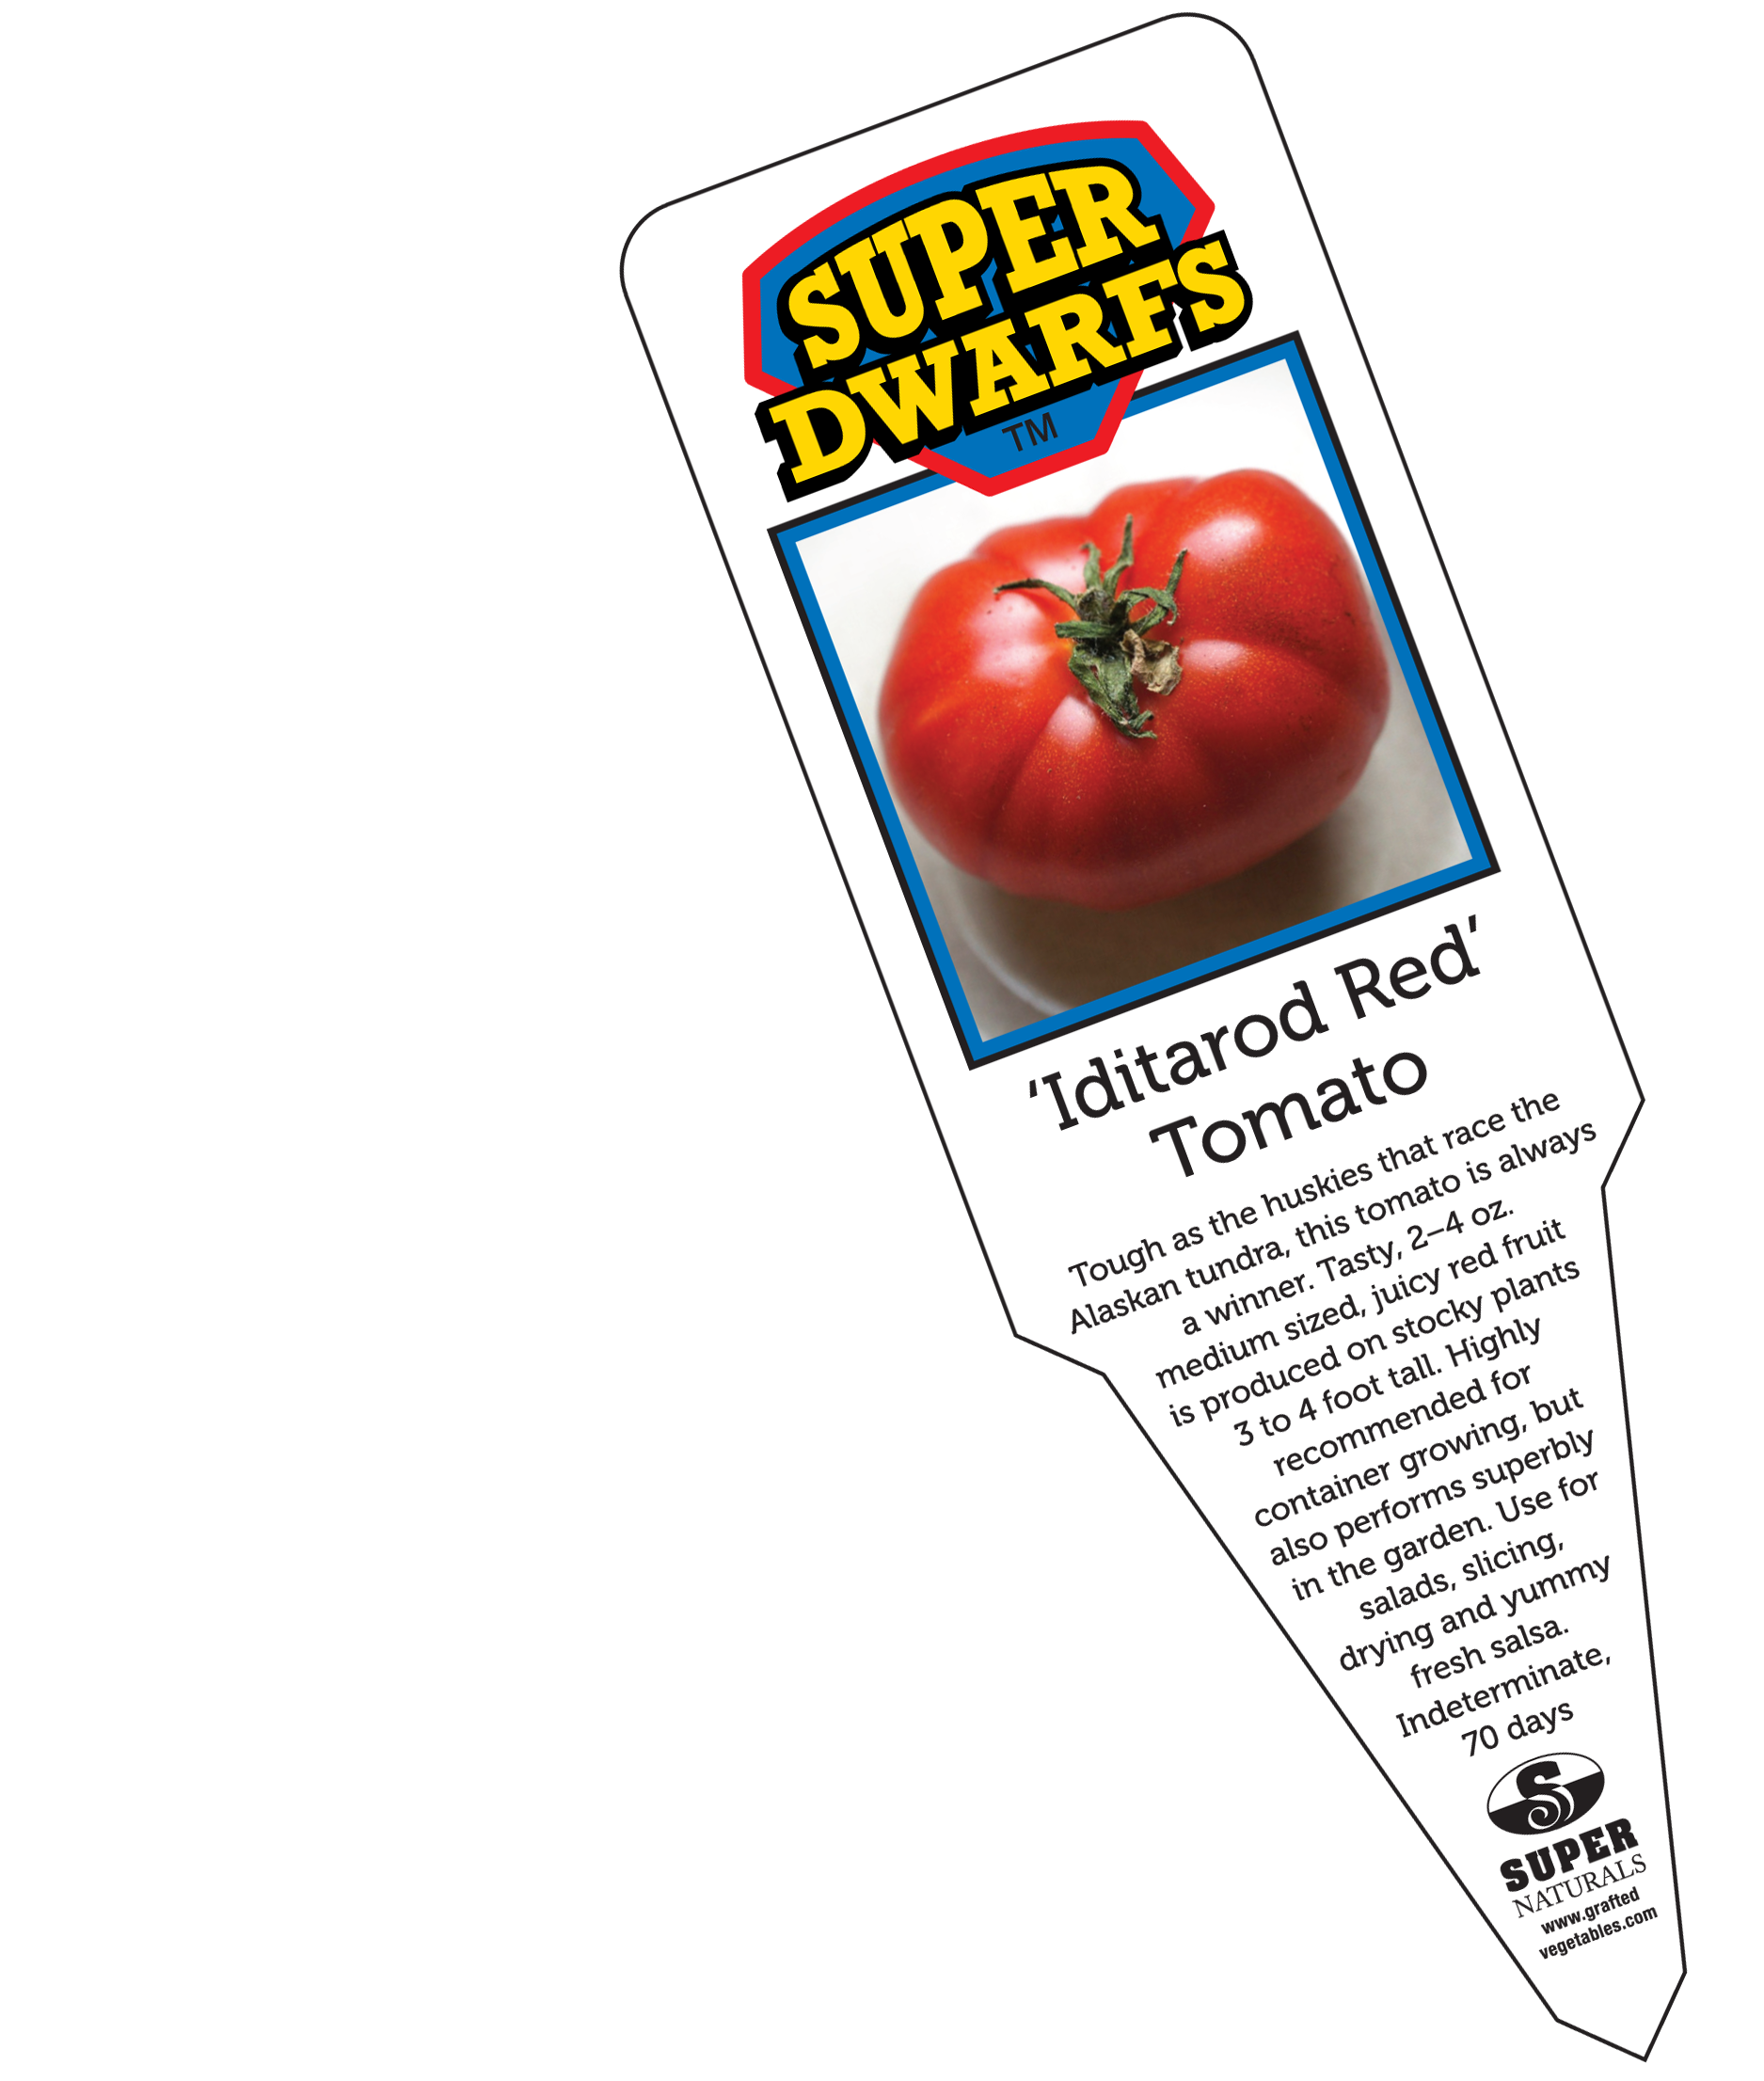 SUPER
DWARFS
TM
‘Iditarod Red’
Tomato
Tough as the huskies that race the
Alaskan tundra, this tomato is always
a winner. Tasty, 2–4 oz.
medium sized, juicy red fruit
is produced on stocky plants
3 to 4 foot tall. Highly
recommended for
container growing, but
also performs superbly
in the garden. Use for
salads, slicing,
drying and yummy
fresh salsa.
Indeterminate,
70 days
S
SUPER
NATURALS
www.grafted
vegetables.com